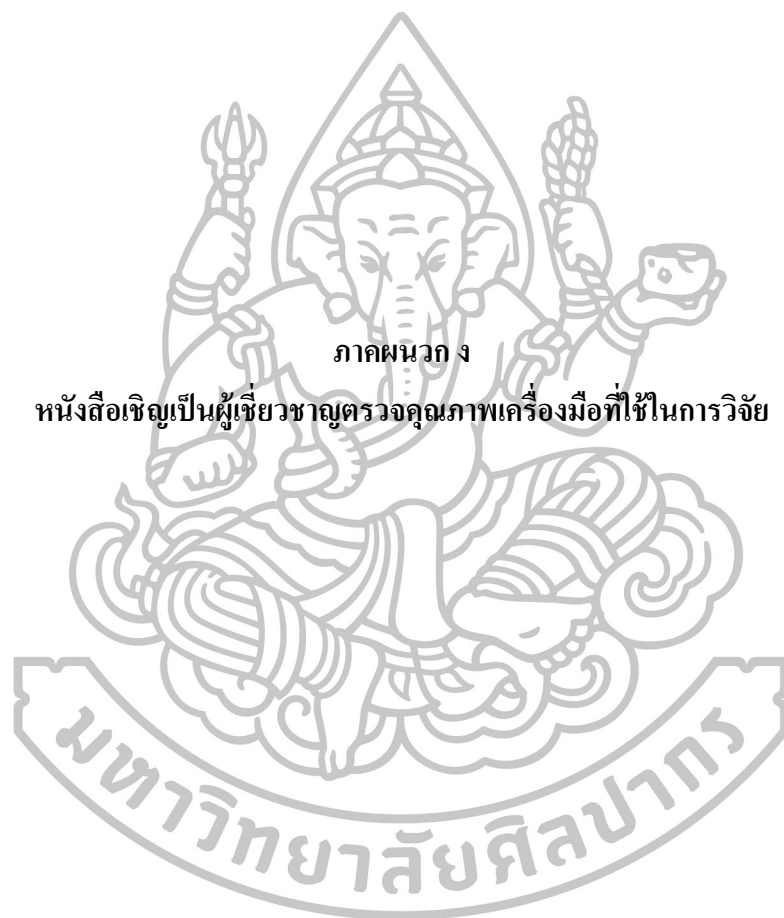 ภาคผนวก ง
หนังสือเชิญเป็นผู้เชี่ยวชาญตรวจคุณภาพเครื่องมือที่ใช้ในการวิจัย
มหาวิทยาลัยศิลปากร